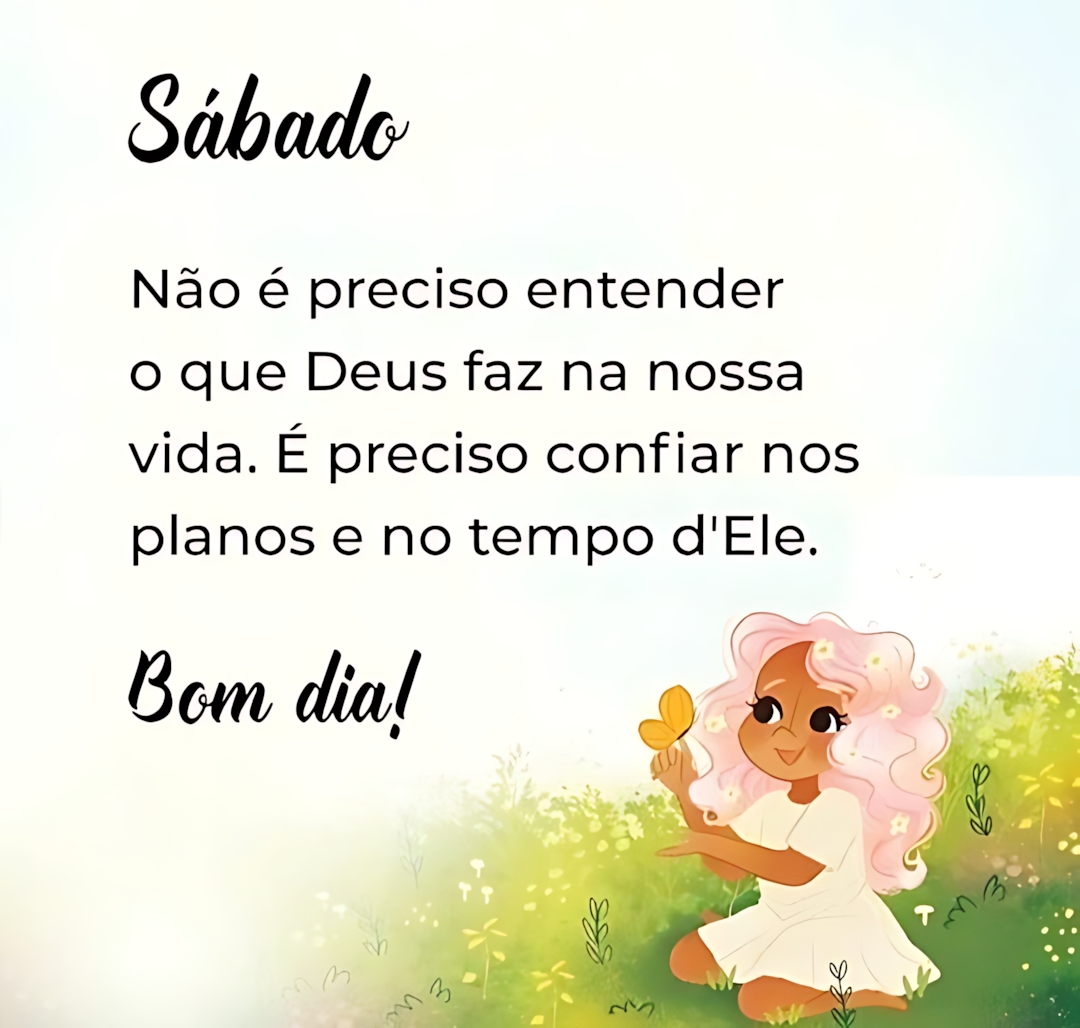 Sábado
Não é preciso entender
o que Deus faz na nossa
vida. É preciso confiar nos
planos e no tempo d'Ele.
Bom dia!